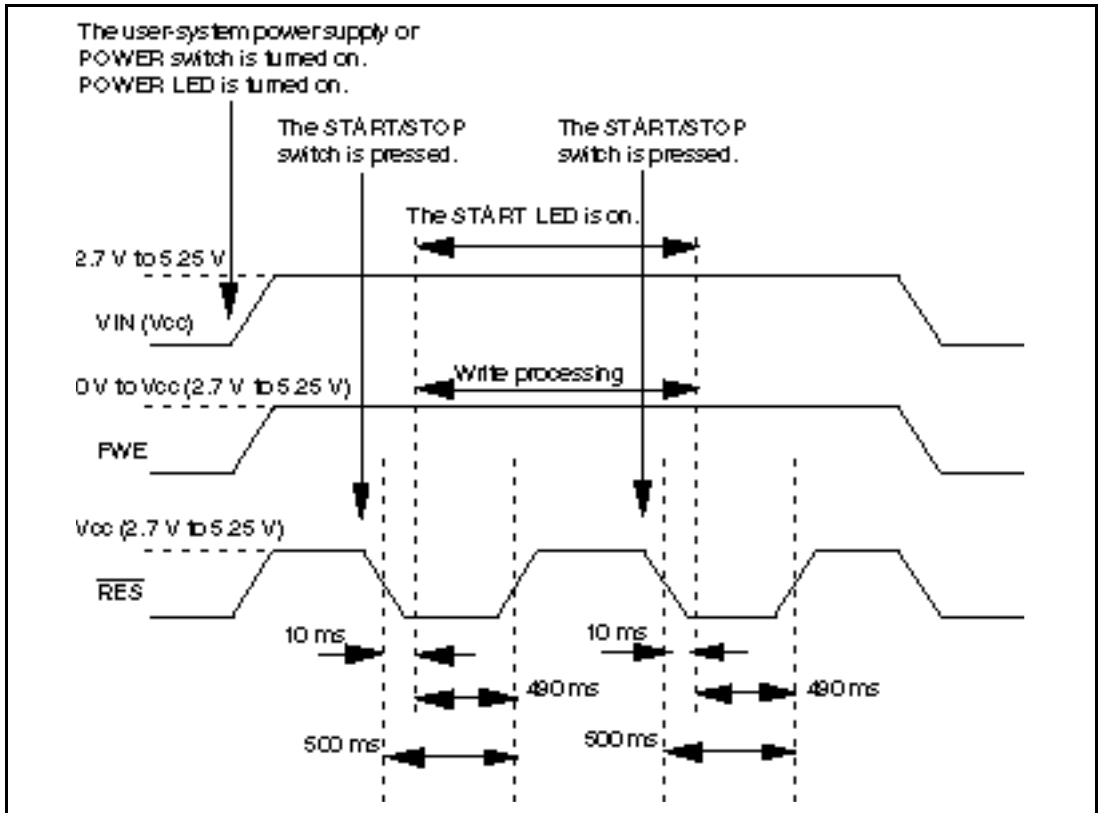 The user-system power supply or
POWER switch is turned on.
POWER LED is turned on.
The START/STOP
switch is pressed.
The START/STOP
switch is pressed.
The START LED is on.
2.7 V to 5.25 V
VIN (Vcc)
Write processing
0 V to Vcc (2.7 V to 5.25 V)
FWE
Vcc (2.7 V to 5.25 V)
RES
10 ms
10 ms
490 ms
490 ms
500 ms
500 ms